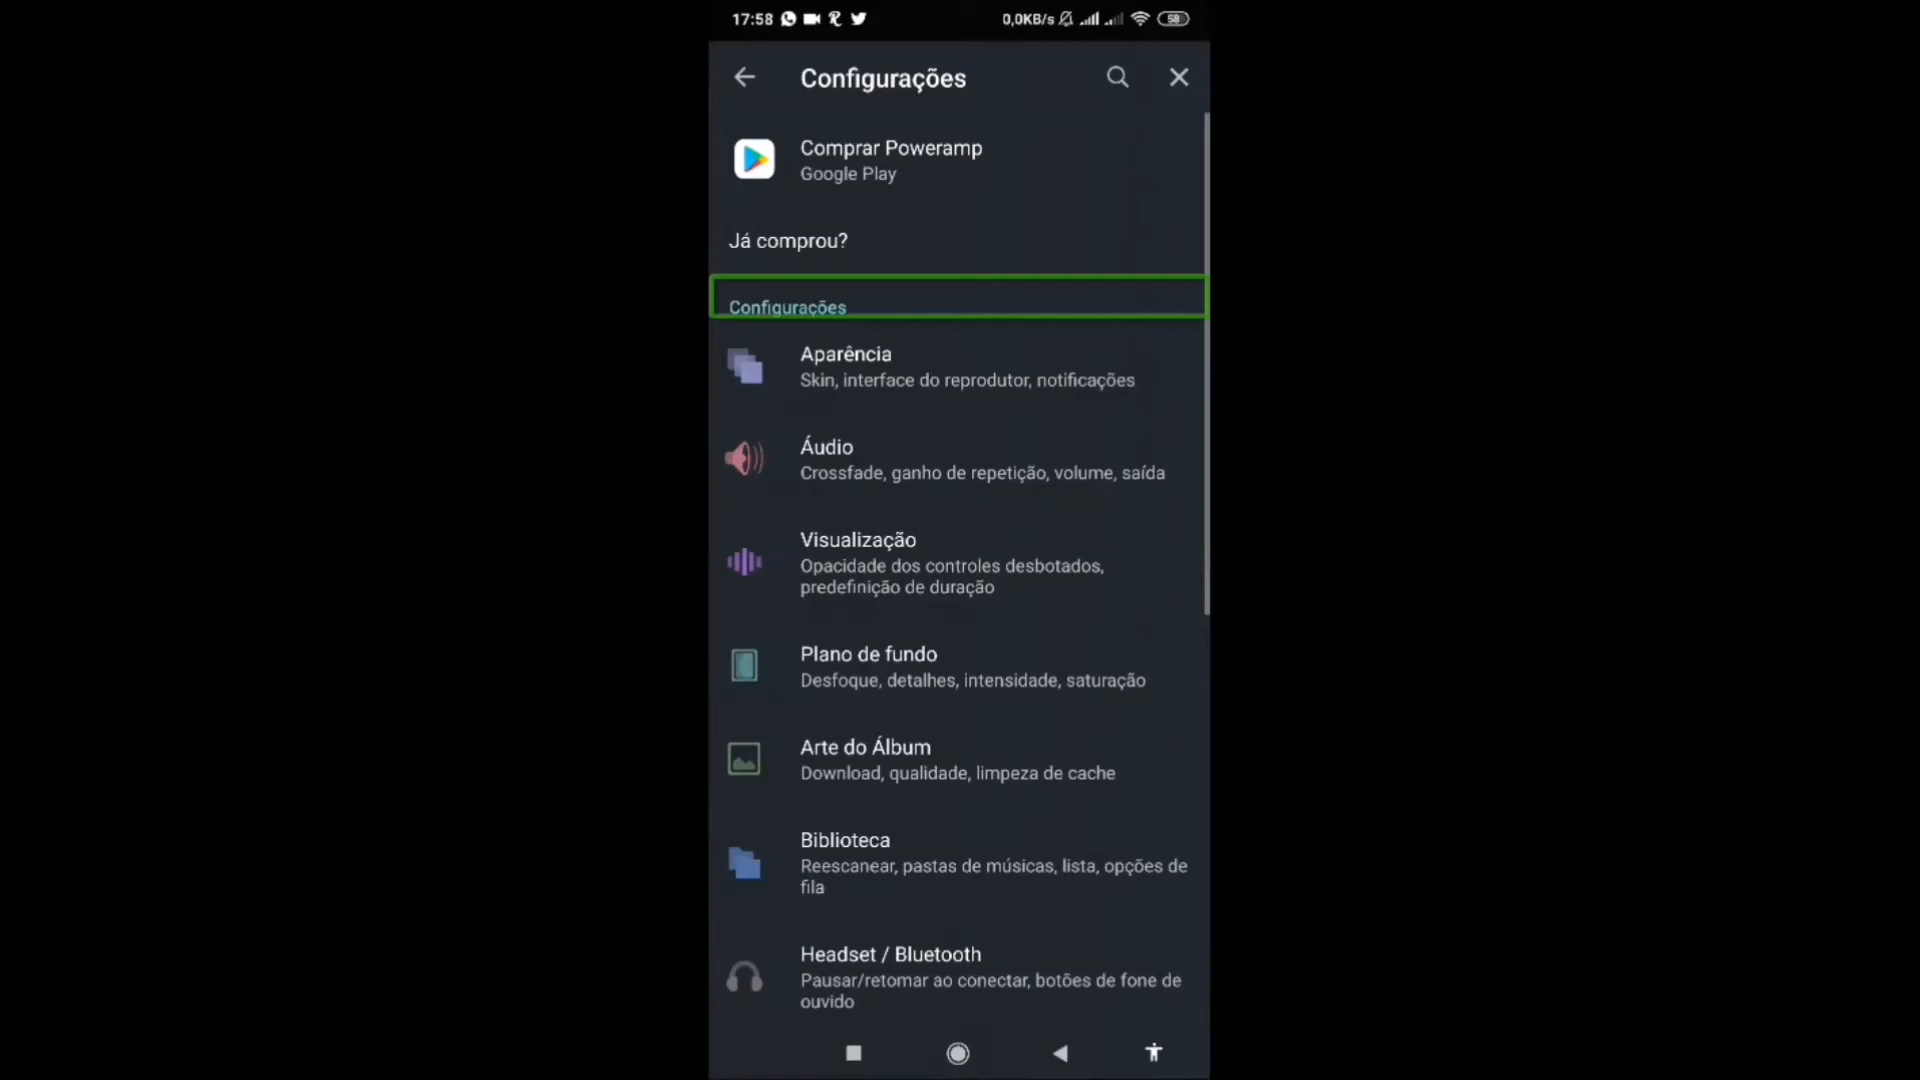 17:58 0,0KB/s 58
Configurações
Comprar Poweramp
Google Play
Já comprou?
Configurações
Aparência
Skin, interface do reprodutor, notificações
Áudio
Crossfade, ganho de repetição, volume, saída
Visualização
Opacidade dos controles desbotados,
predefinição de duração
Plano de fundo
Desfoque, detalhes, intensidade, saturação
Arte do Álbum
Download, qualidade, limpeza de cache
Biblioteca
Reescanear, pastas de músicas, lista, opções de
fila
Headset / Bluetooth
Pausar/retomar ao conectar, botões de fone de
ouvido